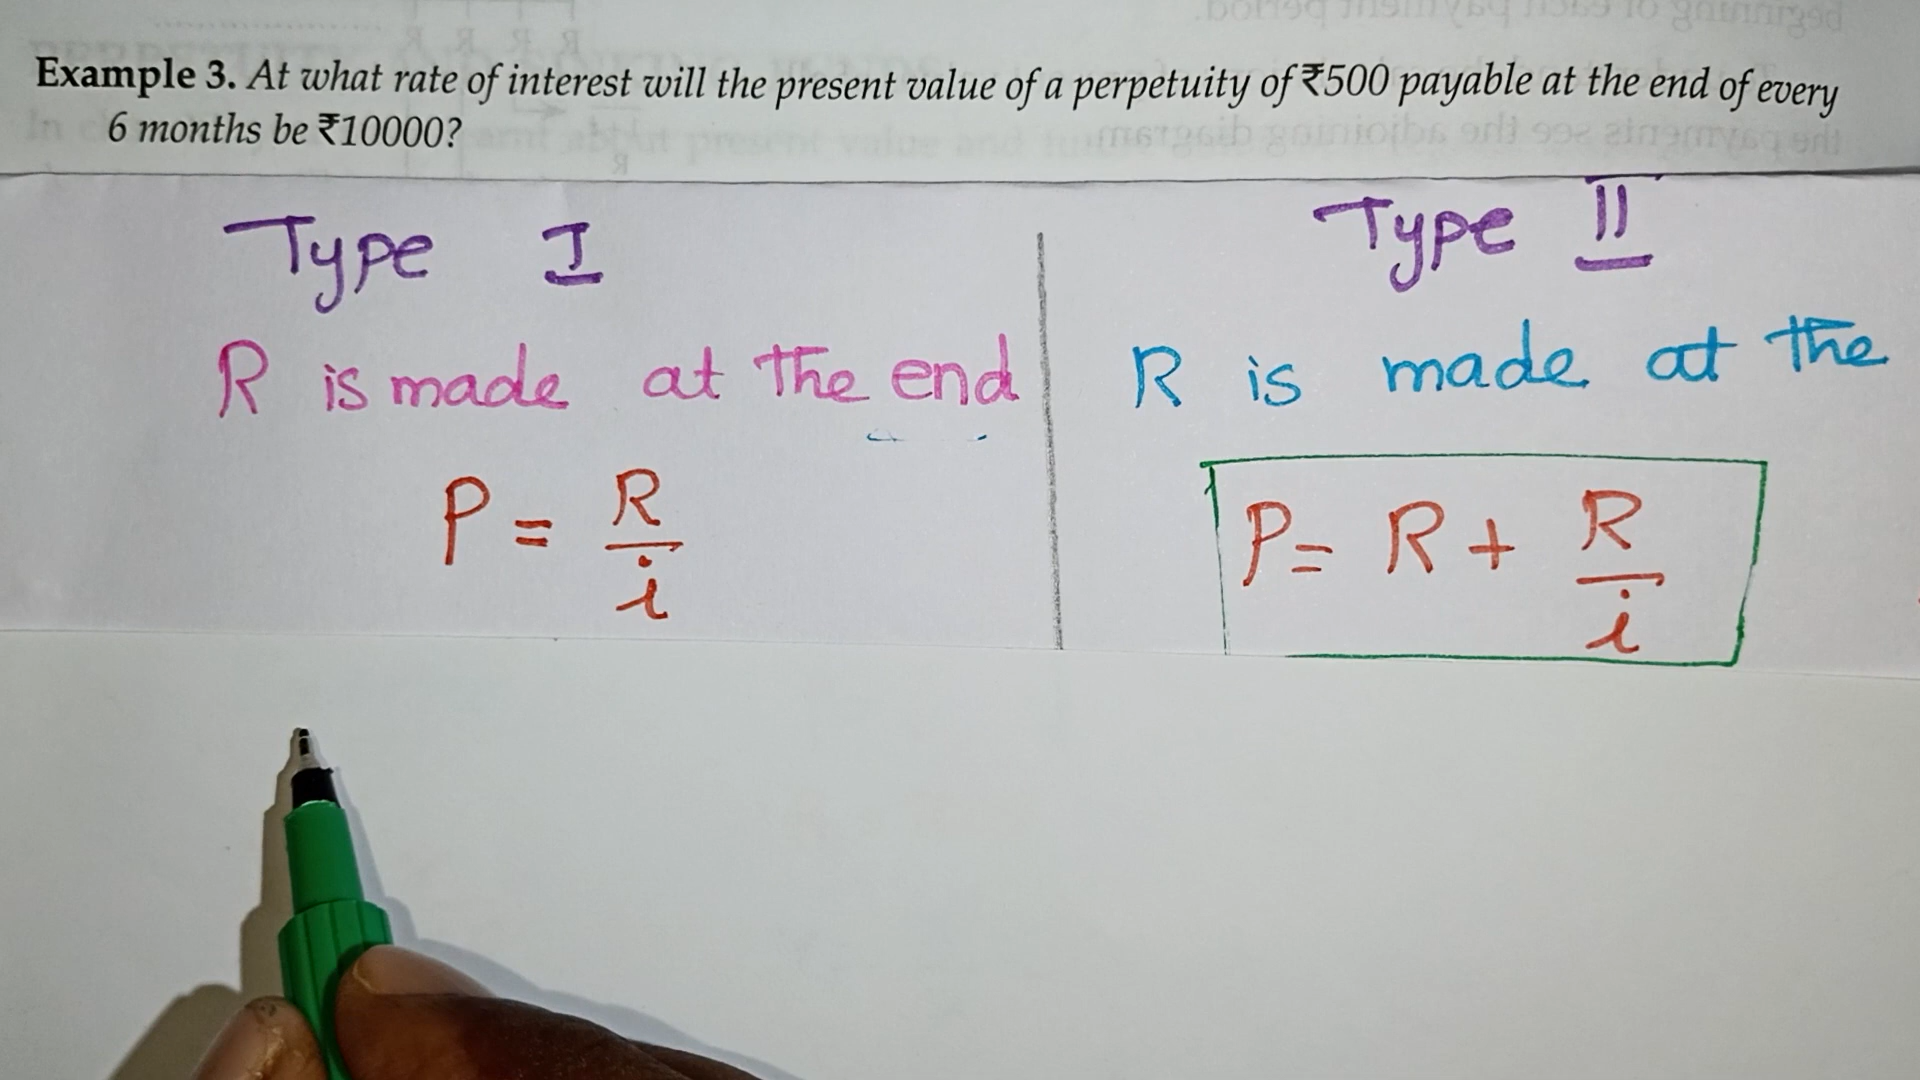 Example 3. At what rate of interest will the present value of a perpetuity of ₹500 payable at the end of every
6 months be ₹10000?
Type I
R is made at the end
P = R/i
Type II
R is made at the
P = R + R/i